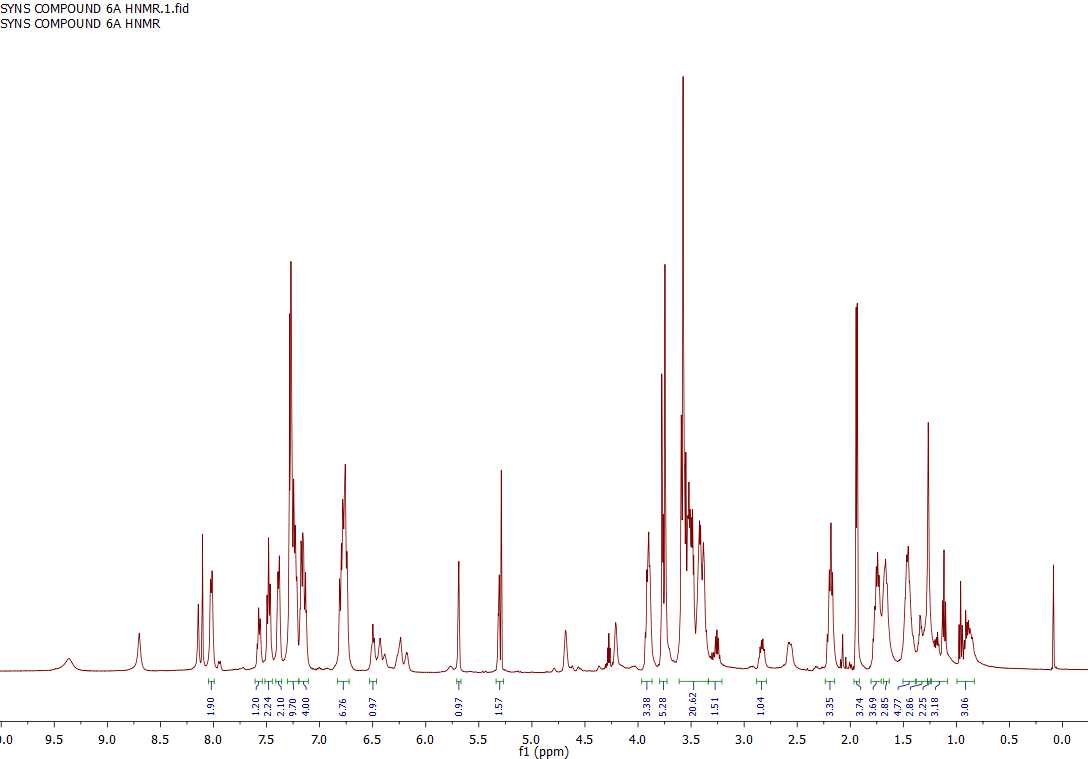 SYNS COMPOUND 6A HNMR.1.fid
SYNS COMPOUND 6A HNMR
1.90 1.20 2.24 2.10 9.70 4.00 6.76 0.97 0.97 1.57 3.38 5.28 20.62 1.51 1.04 3.35 3.74 3.69 2.85 4.77 2.86 2.25 3.18 3.06
.0 9.5 9.0 8.5 8.0 7.5 7.0 6.5 6.0 5.5 5.0 4.5 4.0 3.5 3.0 2.5 2.0 1.5 1.0 0.5 0.0
f1 (ppm)